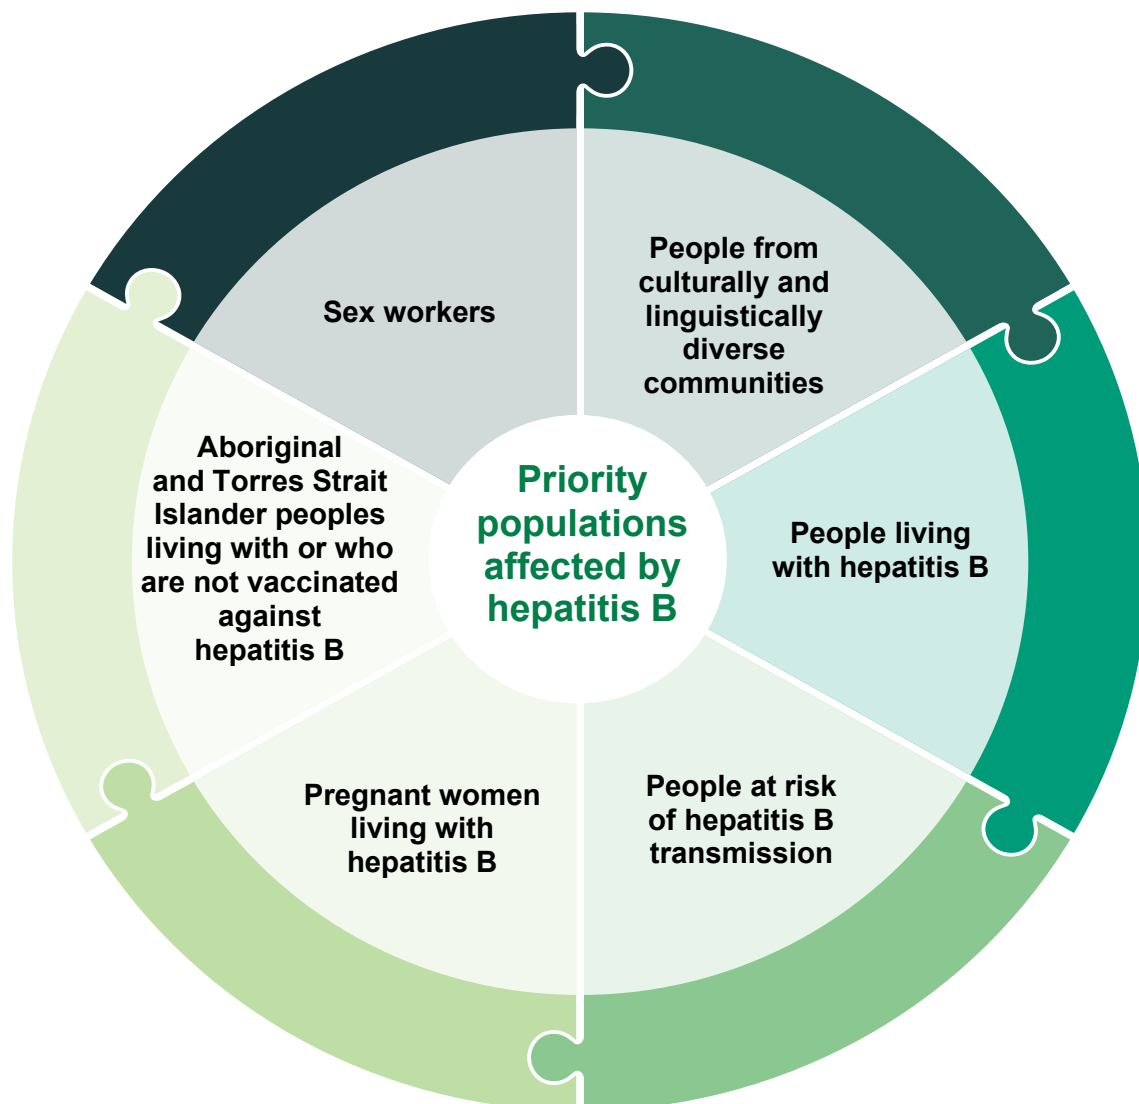 Priority
populations
affected by
hepatitis B
People from
culturally and
linguistically
diverse
communities
People living
with hepatitis B
People at risk
of hepatitis B
transmission
Pregnant women
living with
hepatitis B
Aboriginal
and Torres Strait
Islander peoples
living with or who
are not vaccinated
against
hepatitis B
Sex workers